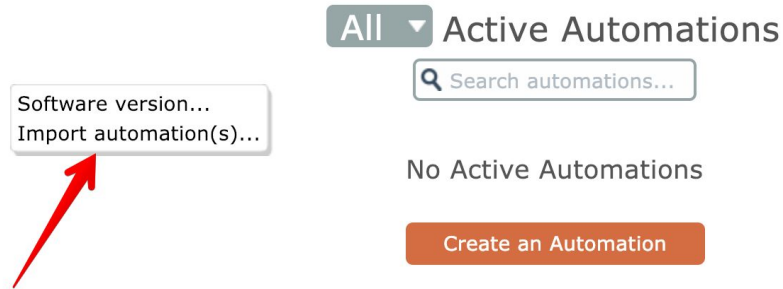 All Active Automations
Search automations...
Software version...
Import automation(s)...
No Active Automations
Create an Automation